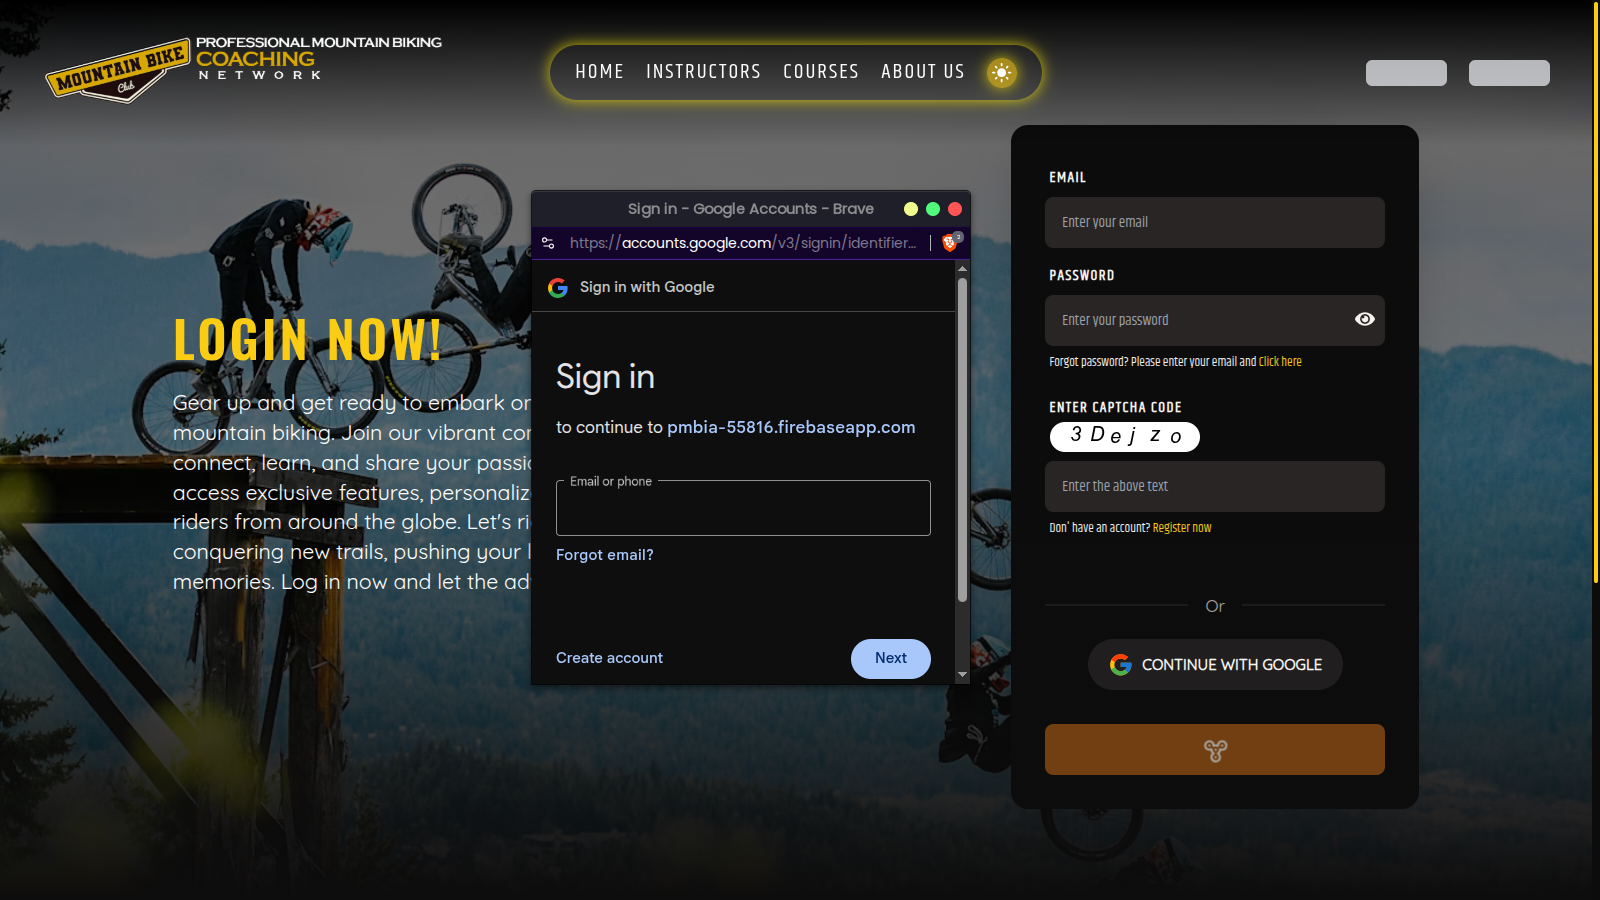 MOUNTAIN BIKE
Club
PROFESSIONAL MOUNTAIN BIKING
COACHING
NETWORK
HOME INSTRUCTORS COURSES ABOUT US
LOGIN NOW!
Gear up and get ready to embark or
mountain biking. Join our vibrant cor
connect, learn, and share your passi
access exclusive features, personaliz
riders from around the globe. Let's ri
conquering new trails, pushing your l
memories. Log in now and let the ad
Sign in - Google Accounts - Brave
https://accounts.google.com/v3/signin/identifier...
Sign in with Google
Sign in
to continue to pmbia-55816.firebaseapp.com
Email or phone
Forgot email?
Create account
Next
EMAIL
Enter your email
PASSWORD
Enter your password
Forgot password? Please enter your email and Click here
ENTER CAPTCHA CODE
3 D e j z o
Enter the above text
Don' have an account? Register now
Or
CONTINUE WITH GOOGLE